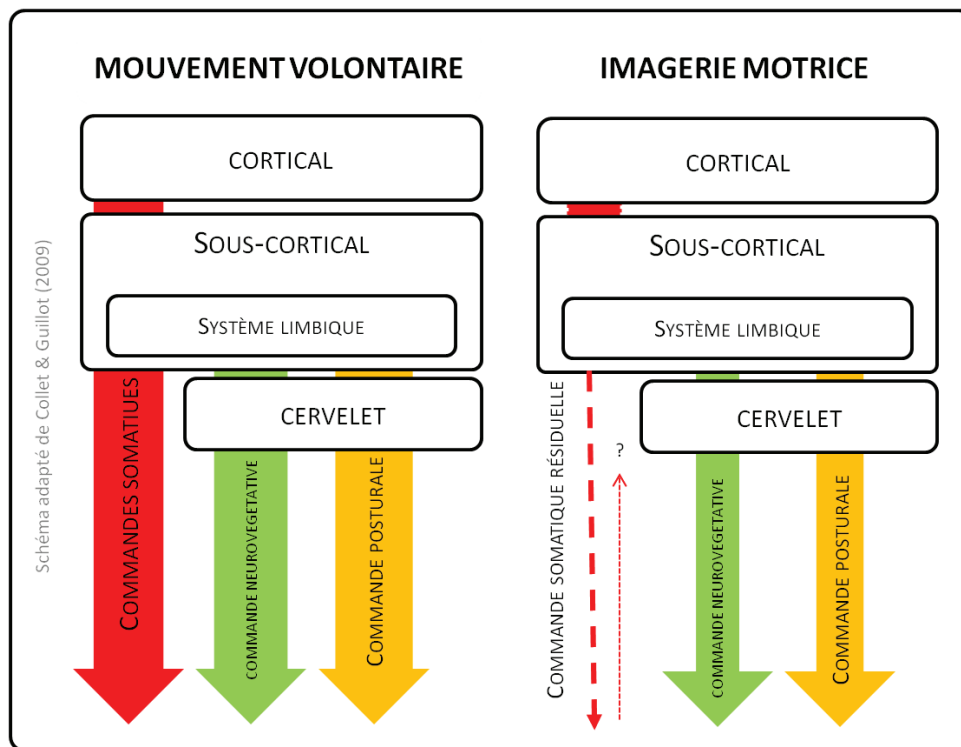 MOUVEMENT VOLONTAIRE
CORTICAL
SOUS-CORTICAL
SYSTÈME LIMBIQUE
CERVELET
COMMANDES SOMATIUES
COMMANDE NEUROVEGETATIVE
COMMANDE POSTURALE
Schéma adapté de Collet & Guillot (2009)
IMAGERIE MOTRICE
CORTICAL
SOUS-CORTICAL
SYSTÈME LIMBIQUE
CERVELET
COMMANDE SOMATIQUE RÉSIDUELLE
?
COMMANDE NEUROVEGETATIVE
COMMANDE POSTURALE